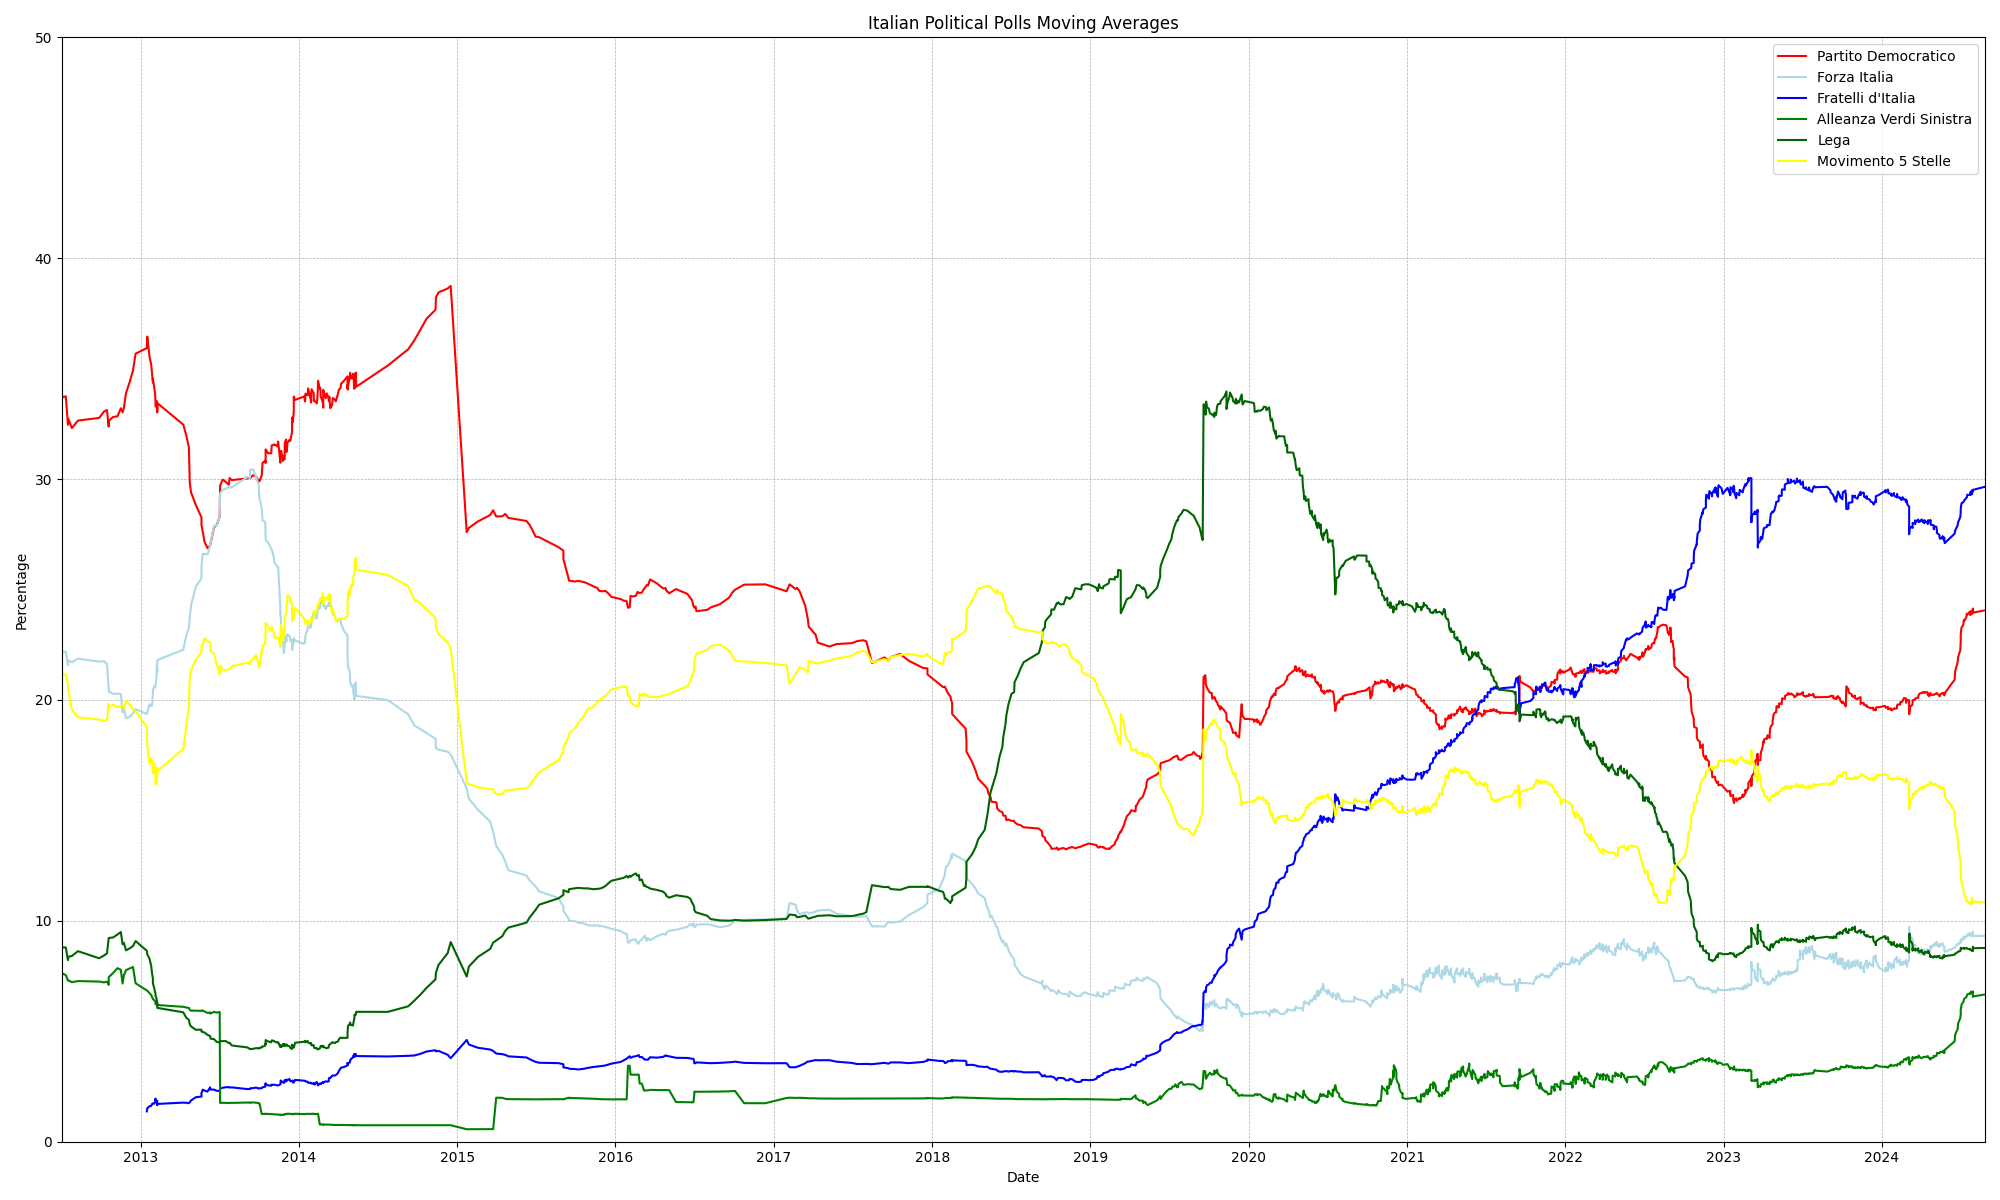 Italian Political Polls Moving Averages
Partito Democratico
Forza Italia
Fratelli d'Italia
Alleanza Verdi Sinistra
Lega
Movimento 5 Stelle
Percentage
50
40
30
20
10
0
2013 2014 2015 2016 2017 2018 2019 2020 2021 2022 2023 2024
Date